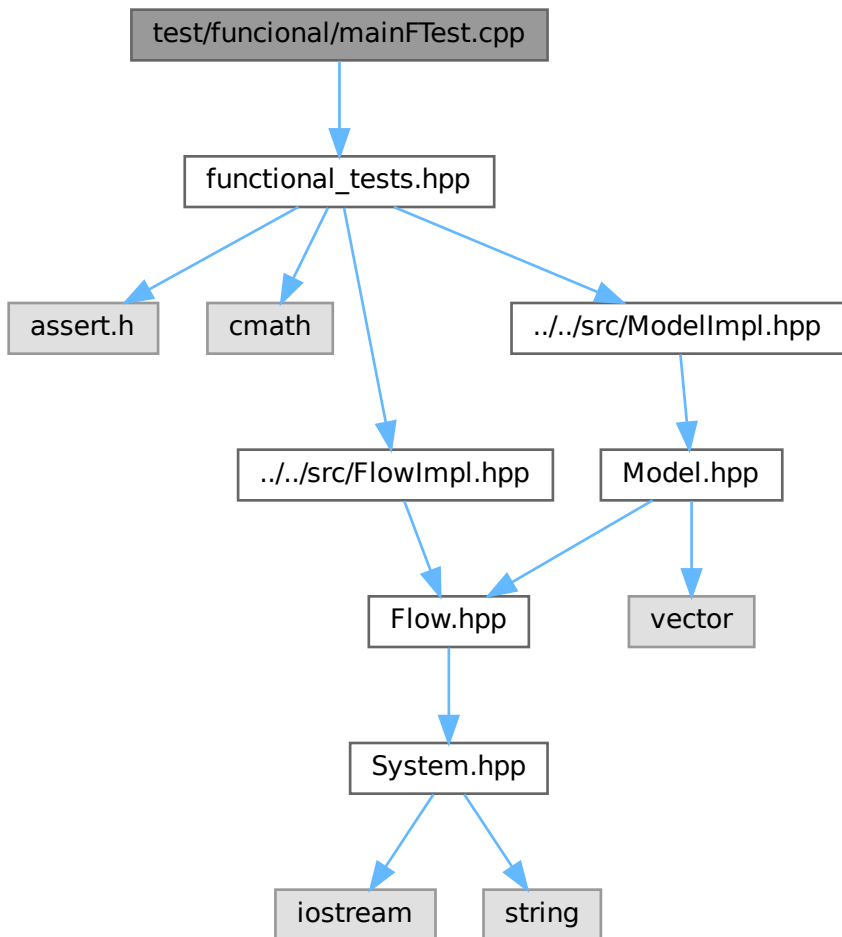 test/funcional/mainFTest.cpp
functional_tests.hpp
assert.h
cmath
../../src/ModelImpl.hpp
../../src/FlowImpl.hpp
Model.hpp
Flow.hpp
vector
System.hpp
iostream
string